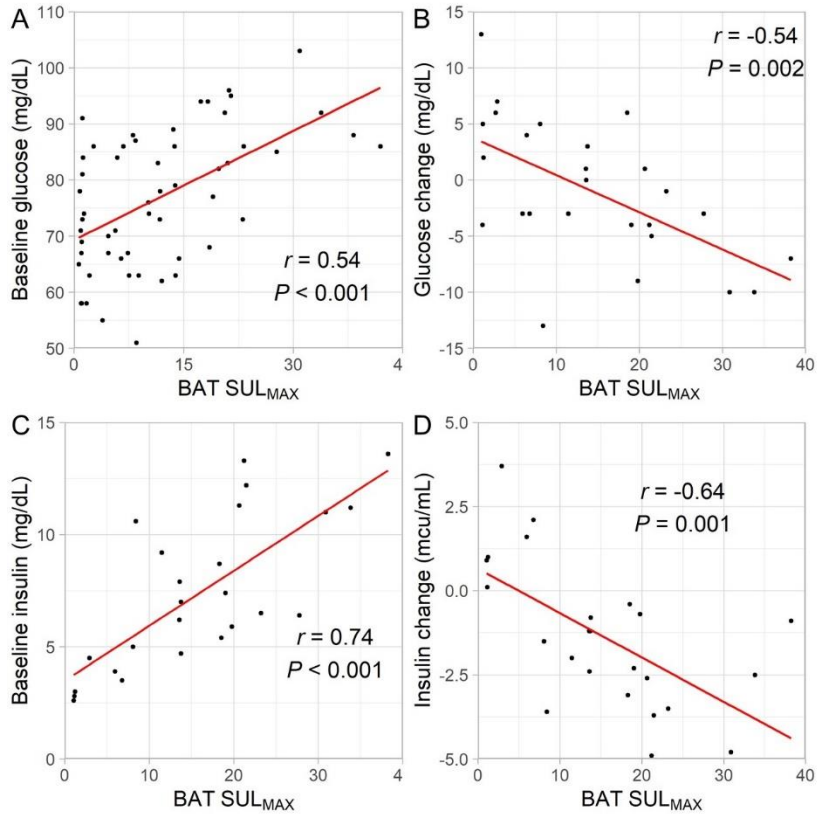 A
Baseline glucose (mg/dL)
110
100
90
80
70
60
50
r = 0.54
P < 0.001
0 15 30 4
BAT SULMAX
B
Glucose change (mg/dL)
15
10
5
0
-5
-10
-15
r = -0.54
P = 0.002
0 10 20 30 40
BAT SULMAX
C
Baseline insulin (mg/dL)
15
10
5
0
r = 0.74
P < 0.001
0 10 20 30 4
BAT SULMAX
D
Insulin change (mcu/mL)
5.0
2.5
0.0
-2.5
-5.0
r = -0.64
P = 0.001
0 10 20 30 40
BAT SULMAX